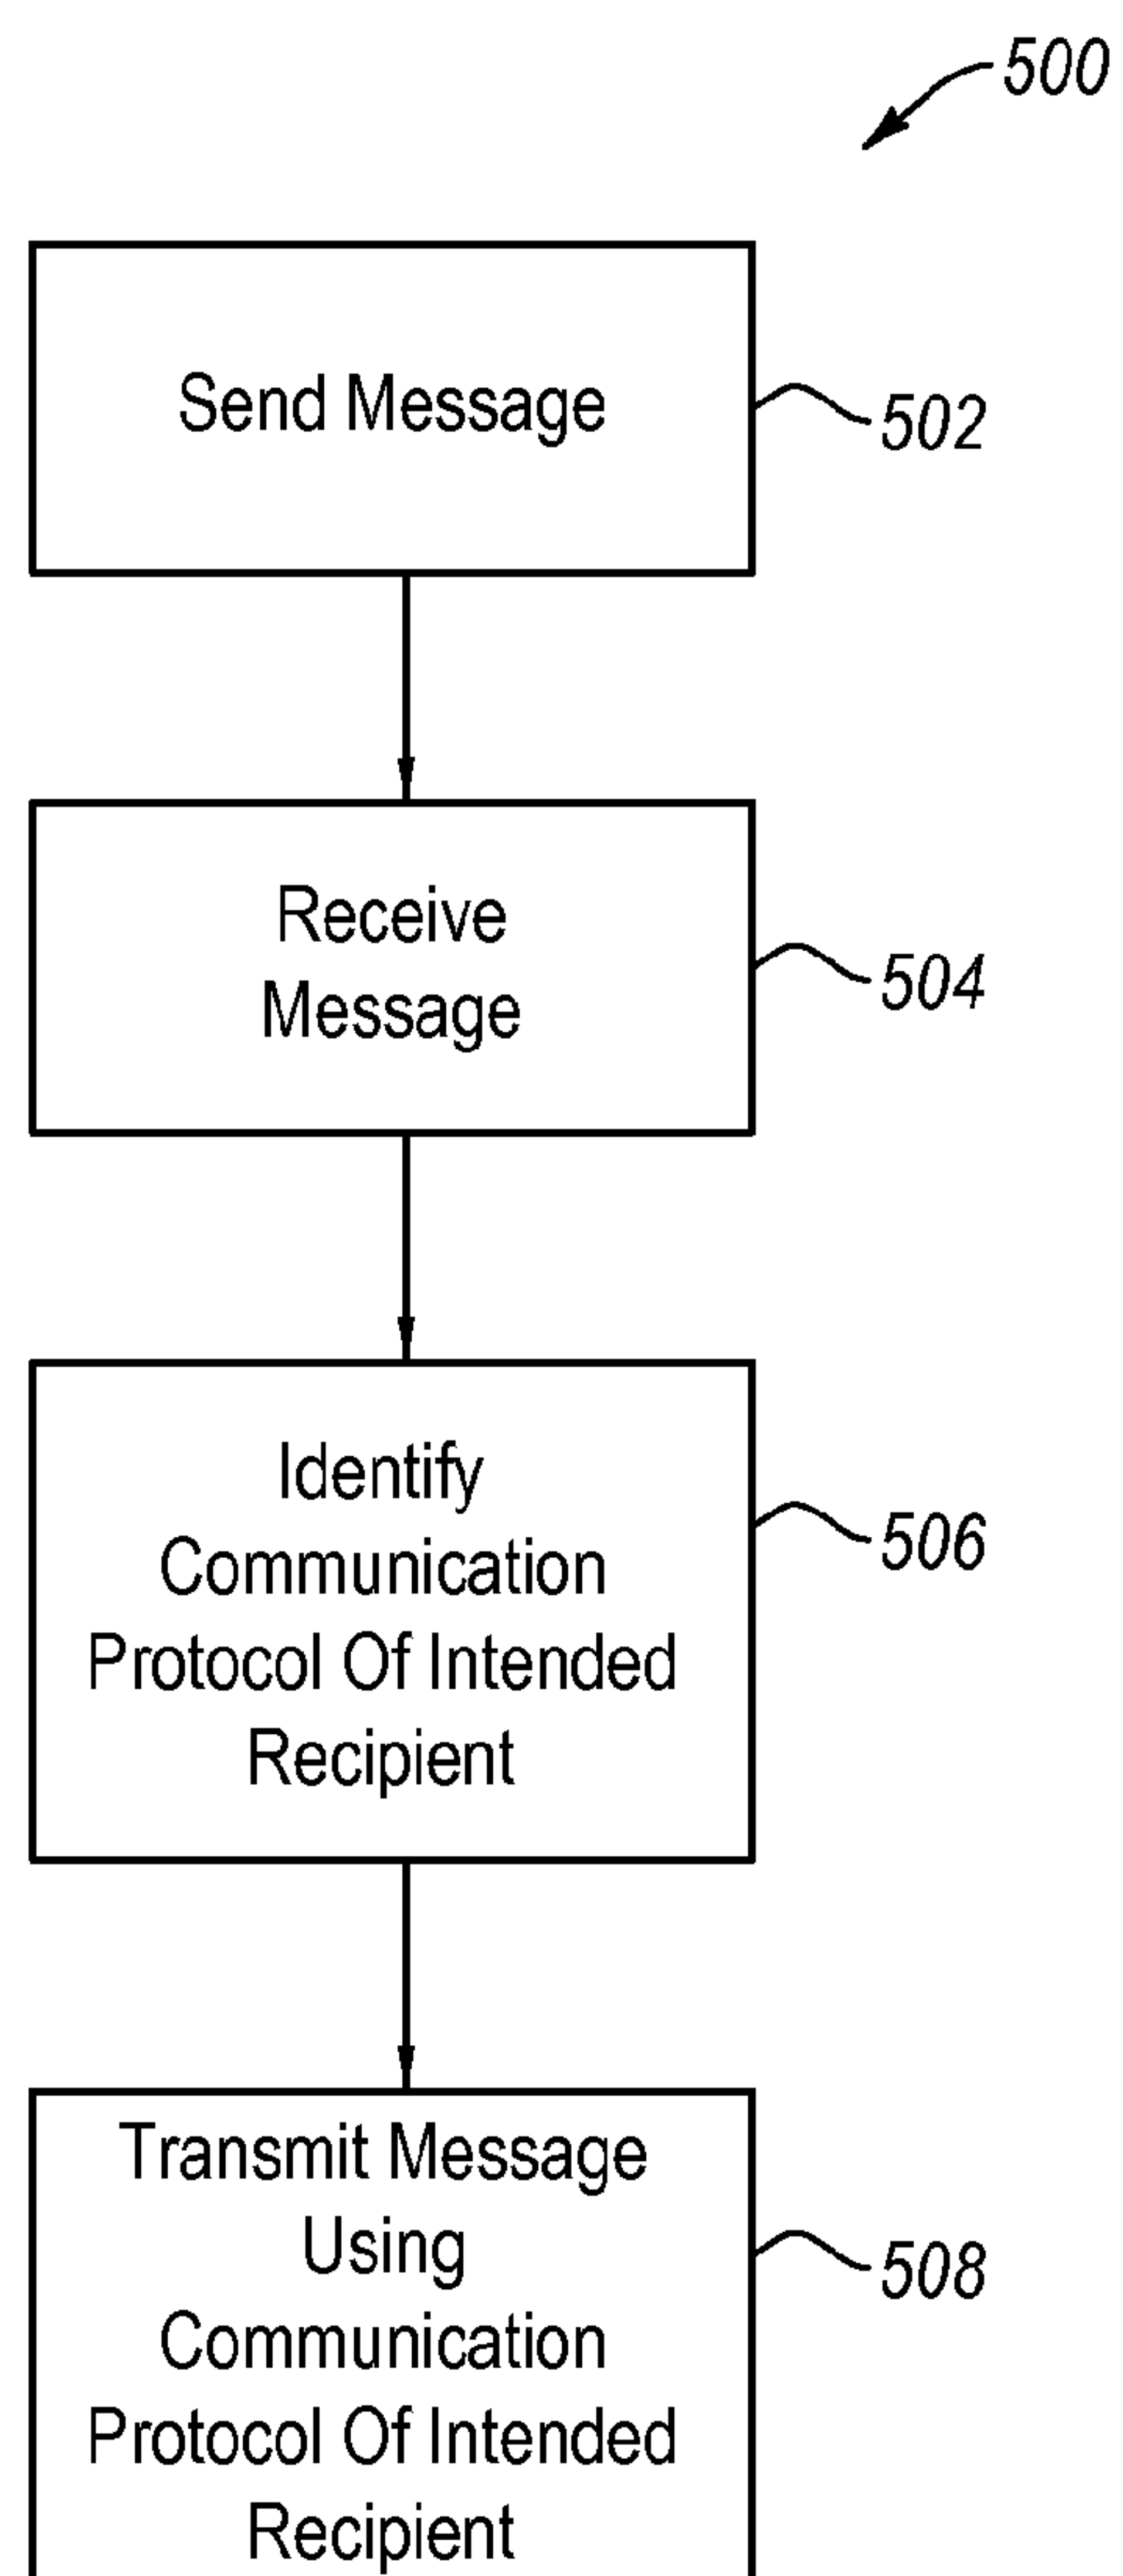 500
Send Message
502
Receive
Message
504
Identify
Communication
Protocol Of Intended
Recipient
506
Transmit Message
Using
Communication
Protocol Of Intended
Recipient
508